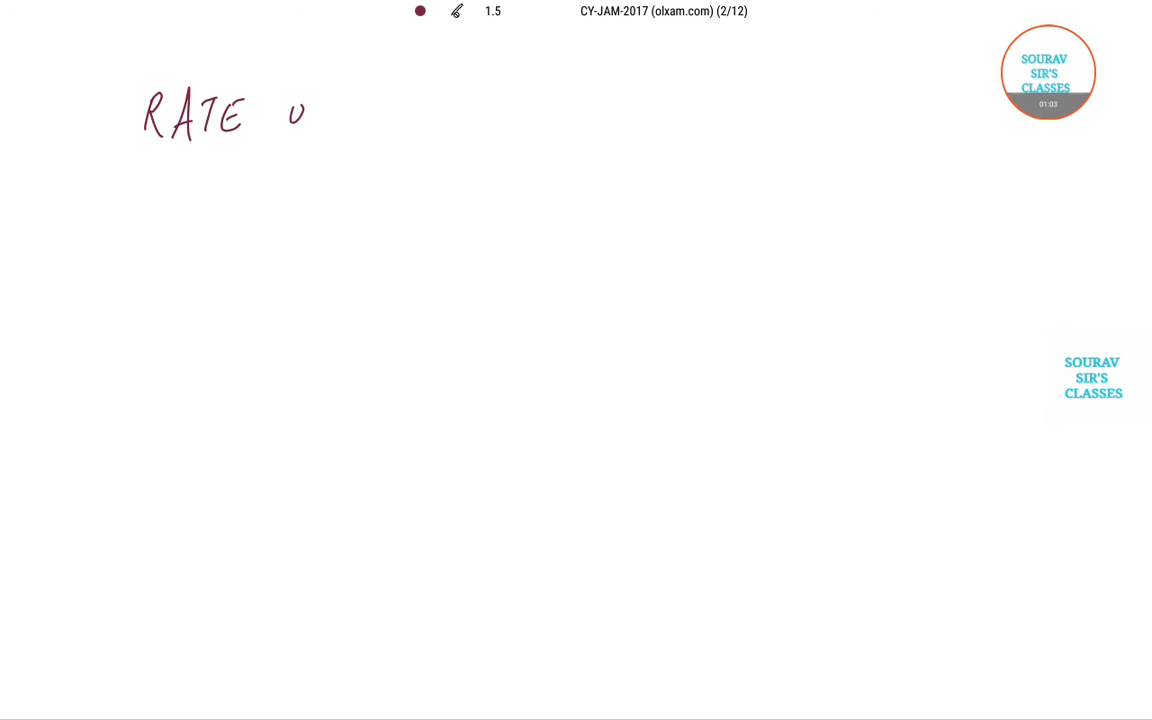 1.5 CY-JAM-2017 (olxam.com) (2/12)
SOURAV
SIR'S
CLASSES
01:03
RATE
SOURAV
SIR'S
CLASSES